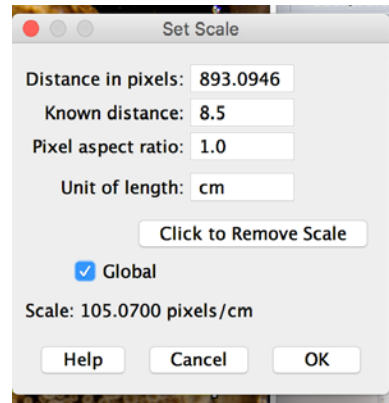 Set Scale
Distance in pixels: 893.0946
Known distance: 8.5
Pixel aspect ratio: 1.0
Unit of length: cm
Click to Remove Scale
Global
Scale: 105.0700 pixels/cm
Help Cancel OK